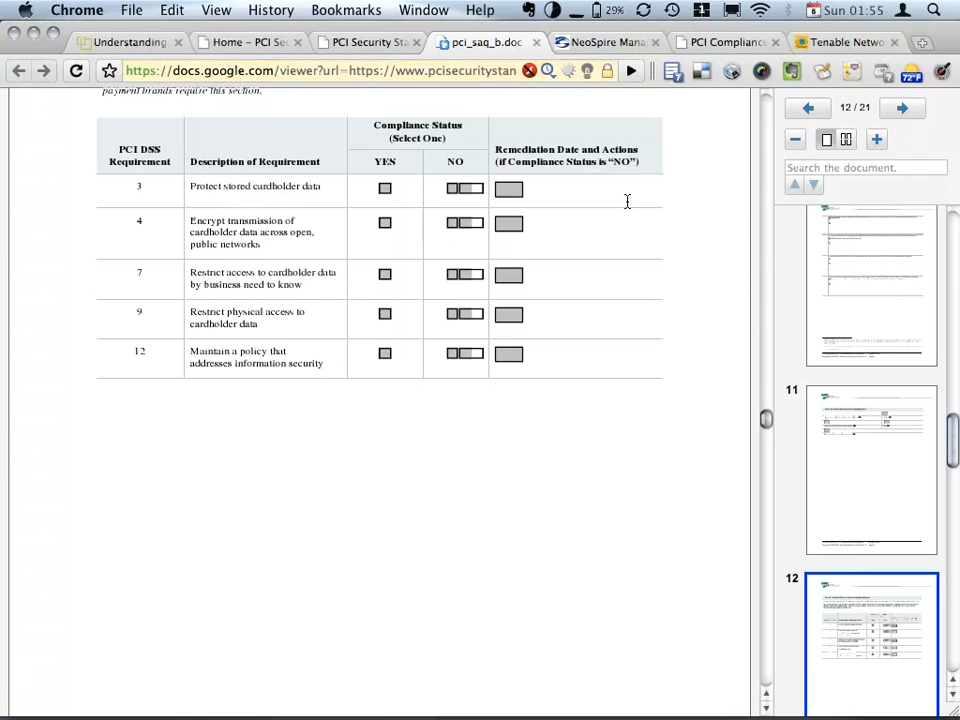 Chrome File Edit View History Bookmarks Window Help 29% Sun 01:55
Understanding Home – PCI Sec PCI Security Sta pci_saq_b.doc NeoSpire Mana PCI Complianc Tenable Netwo
https://docs.google.com/viewer?url=https://www.pcisecuritystan 72°F
payment brands require this section.
12 / 21
Search the document.
Compliance Status
(Select One)
PCI DSS
Requirement
Description of Requirement
YES
NO
Remediation Date and Actions
(if Compliance Status is “NO”)
3 Protect stored cardholder data
4 Encrypt transmission of
cardholder data across open,
public networks
7 Restrict access to cardholder data
by business need to know
9 Restrict physical access to
cardholder data
12 Maintain a policy that
addresses information security
11
12